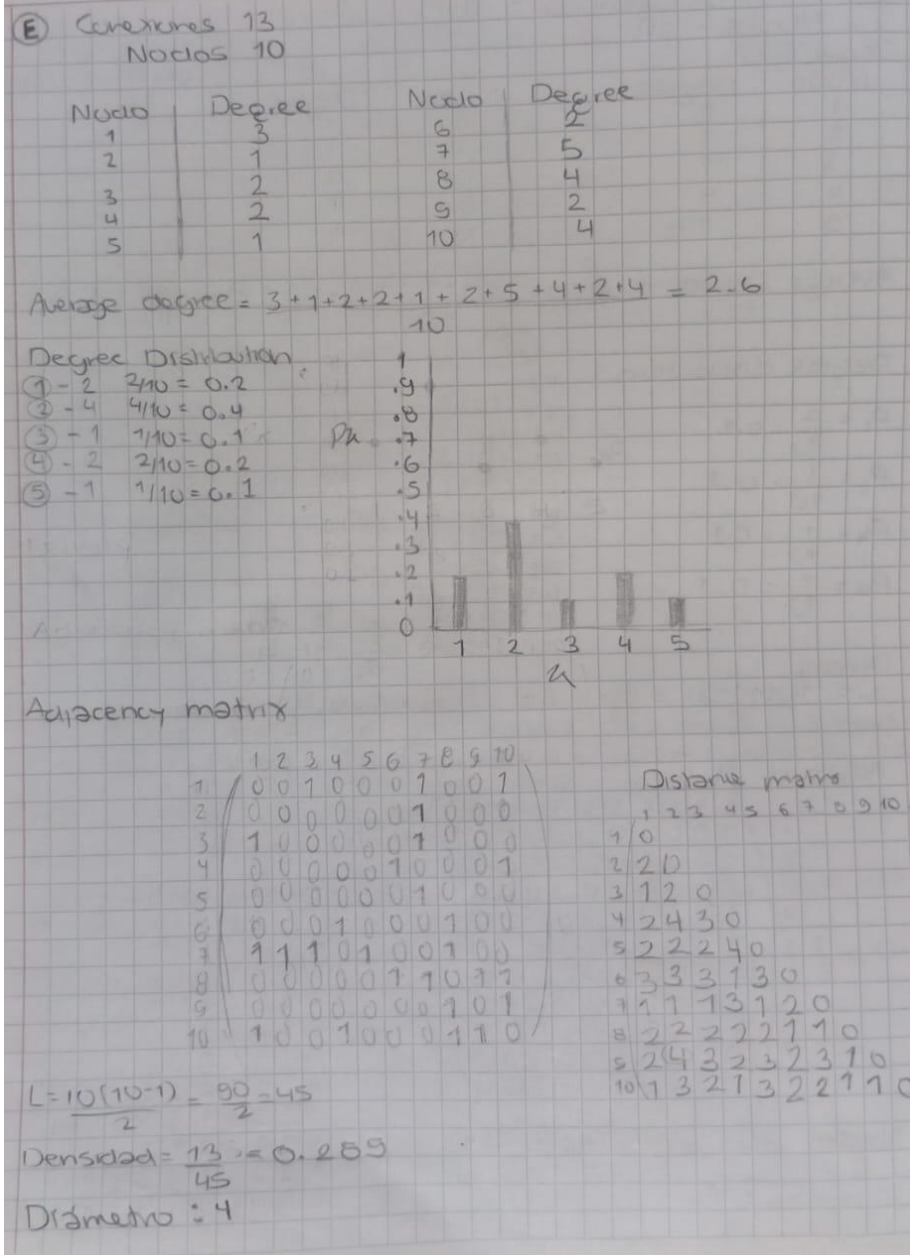 E Conexiones 13
Nodos 10
Nodo Degree Nodo Degree
1 3 6 2
2 1 7 5
3 2 8 4
4 2 9 2
5 1 10 4
Average degree = 3+1+2+2+1+2+5+4+2+4 = 2.6
10
Degree Distribution
1 - 2 2/10 = 0.2
2 - 4 4/10 = 0.4
3 - 1 1/10 = 0.1
4 - 2 2/10 = 0.2
5 - 1 1/10 = 0.1
1
.9
.8
Pk .7
.6
.5
.4
.3
.2
.1
0
1 2 3 4 5
k
Adjacency matrix
1 2 3 4 5 6 7 8 9 10
1 0 0 1 0 0 0 1 0 0 1
2 0 0 0 0 0 0 1 0 0 0
3 1 0 0 0 0 0 1 0 0 0
4 0 0 0 0 0 1 0 0 0 1
5 0 0 0 0 0 0 1 0 0 0
6 0 0 0 1 0 0 0 1 0 0
7 1 1 1 0 1 0 0 1 0 0
8 0 0 0 0 0 1 1 0 1 1
9 0 0 0 0 0 0 0 1 0 1
10 1 0 0 1 0 0 0 1 1 0
Distance matrix
1 2 3 4 5 6 7 8 9 10
1 0
2 2 0
3 1 2 0
4 2 4 3 0
5 2 2 2 4 0
6 3 3 3 1 3 0
7 1 1 1 3 1 2 0
8 2 2 2 2 2 1 1 0
9 2 4 3 2 3 2 3 1 0
10 1 3 2 1 3 2 2 1 1 0
L = 10(10-1) = 90 = 45
2 2
Densidad = 13 = 0.289
45
Diámetro : 4